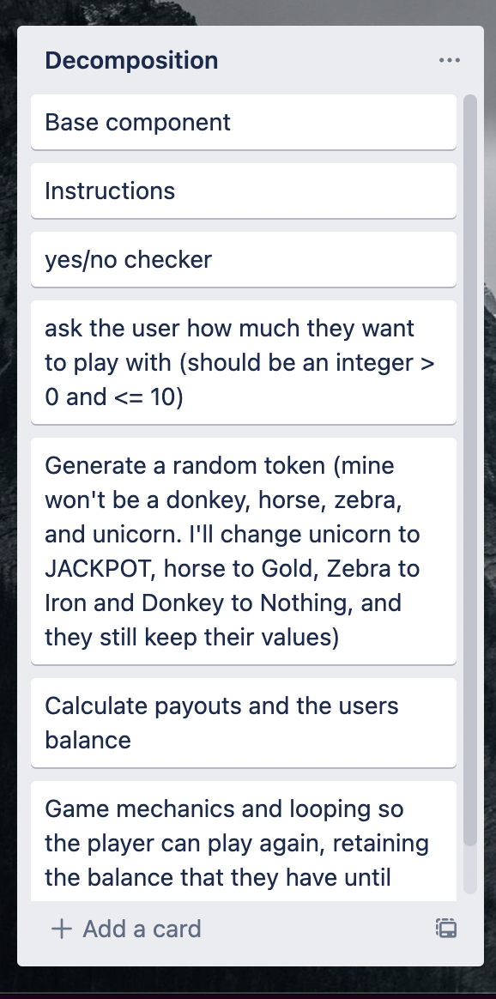 Decomposition
Base component
Instructions
yes/no checker
ask the user how much they want
to play with (should be an integer >
0 and <= 10)
Generate a random token (mine
won't be a donkey, horse, zebra,
and unicorn. I'll change unicorn to
JACKPOT, horse to Gold, Zebra to
Iron and Donkey to Nothing, and
they still keep their values)
Calculate payouts and the users
balance
Game mechanics and looping so
the player can play again, retaining
the balance that they have until
Add a card